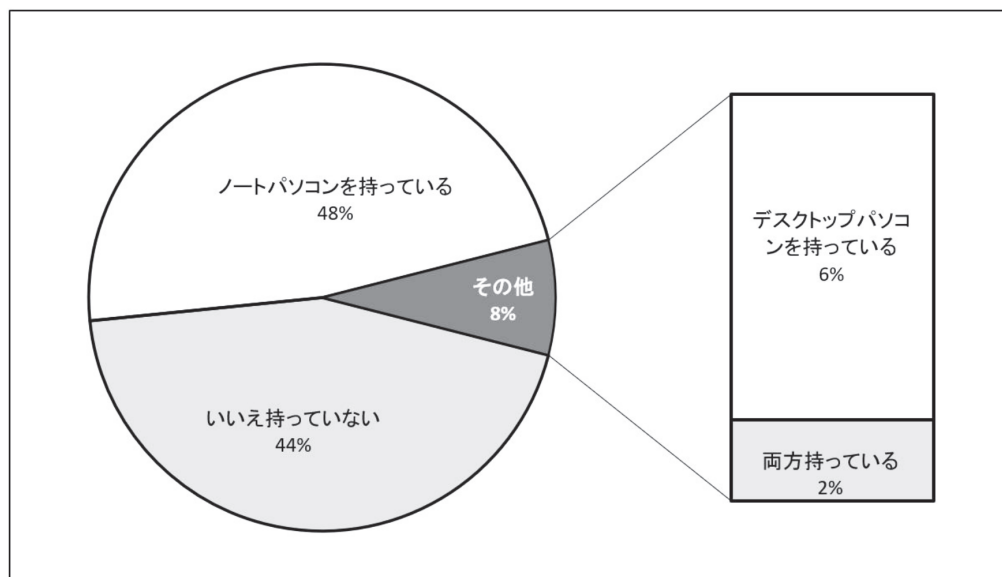 ノートパソコンを持っている
48%
その他
8%
いいえ持っていない
44%
デスクトップパソコ
ンを持っている
6%
両方持っている
2%